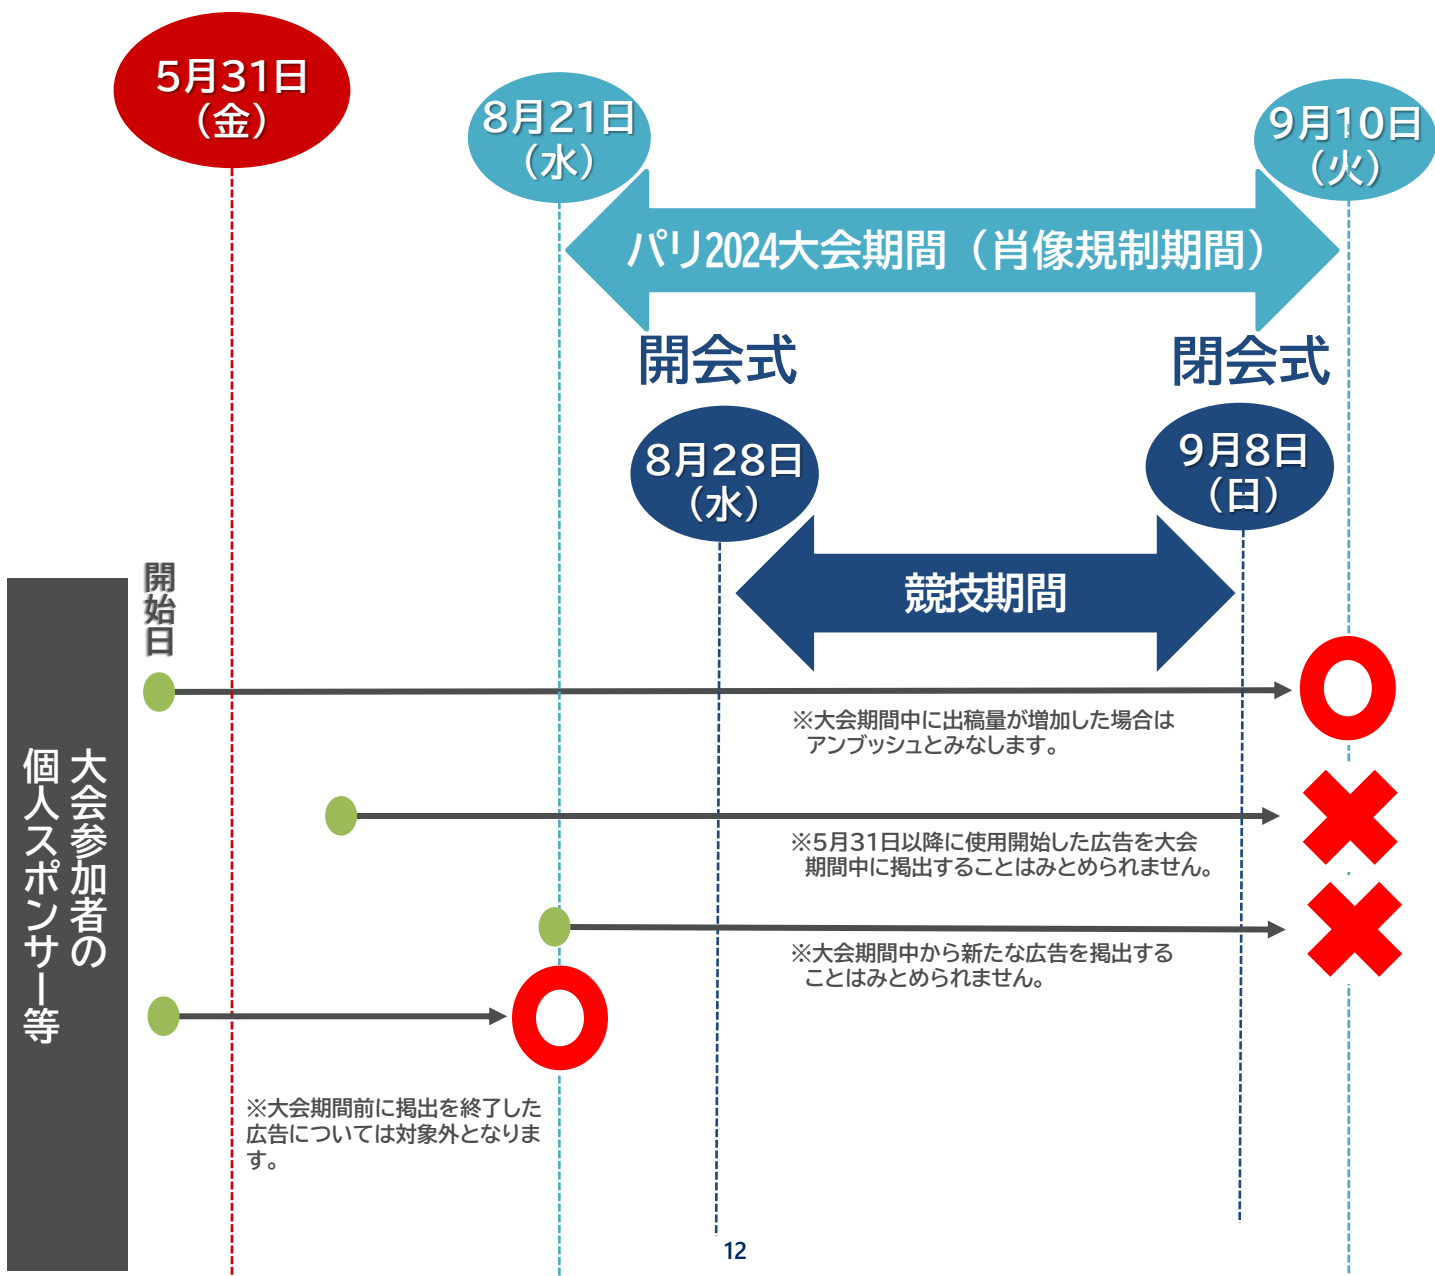 5月31日
（金）
8月21日
（水）
9月10日
（火）
パリ2024大会期間（肖像規制期間）
開会式
閉会式
8月28日
（水）
9月8日
（日）
競技期間
開始日
大会参加者の
個人スポンサー等
※大会期間中に出稿量が増加した場合は
アンブッシュとみなします。
※5月31日以降に使用開始した広告を大会
期間中に掲出することはみとめられません。
※大会期間中から新たな広告を掲出する
ことはみとめられません。
※大会期間前に掲出を終了した
広告については対象外となりま
す。
12